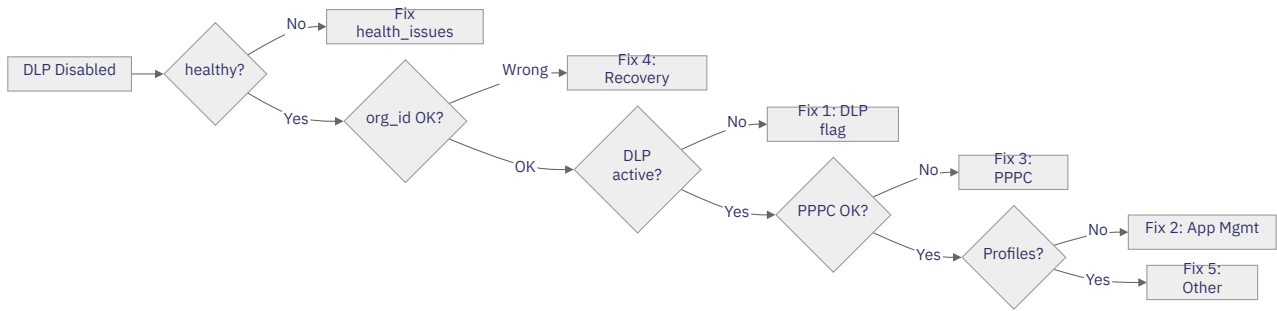 DLP Disabled
healthy?
No
Fix
health_issues
Yes
org_id OK?
Wrong
Fix 4:
Recovery
OK
DLP
active?
No
Fix 1: DLP
flag
Yes
PPPC OK?
No
Fix 3:
PPPC
Yes
Profiles?
No
Fix 2: App Mgmt
Yes
Fix 5:
Other